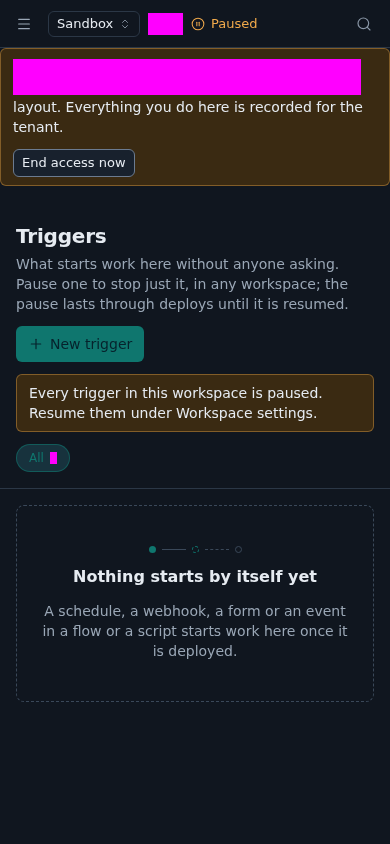 Sandbox
Paused
layout. Everything you do here is recorded for the
tenant.
End access now
Triggers
What starts work here without anyone asking.
Pause one to stop just it, in any workspace; the
pause lasts through deploys until it is resumed.
New trigger
Every trigger in this workspace is paused.
Resume them under Workspace settings.
All
Nothing starts by itself yet
A schedule, a webhook, a form or an event
in a flow or a script starts work here once it
is deployed.